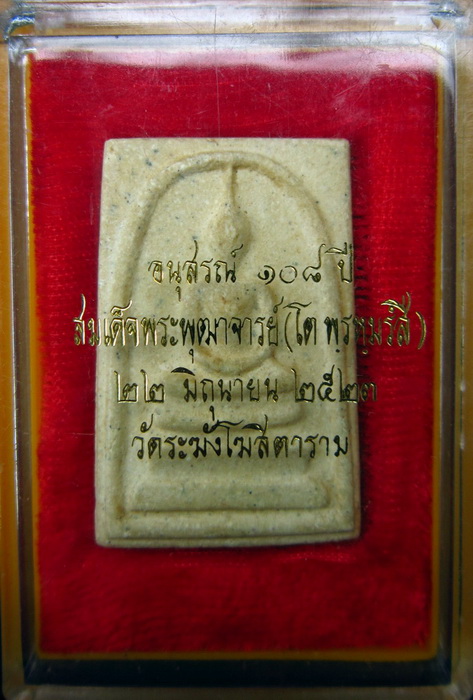 อนุสรณ์ ๑๐๘ ปี
สมเด็จพระพุฒาจารย์(โต พรหฺมรํสี)
๒๒ มิถุนายน ๒๕๒๓
วัดระฆังโฆสิตาราม